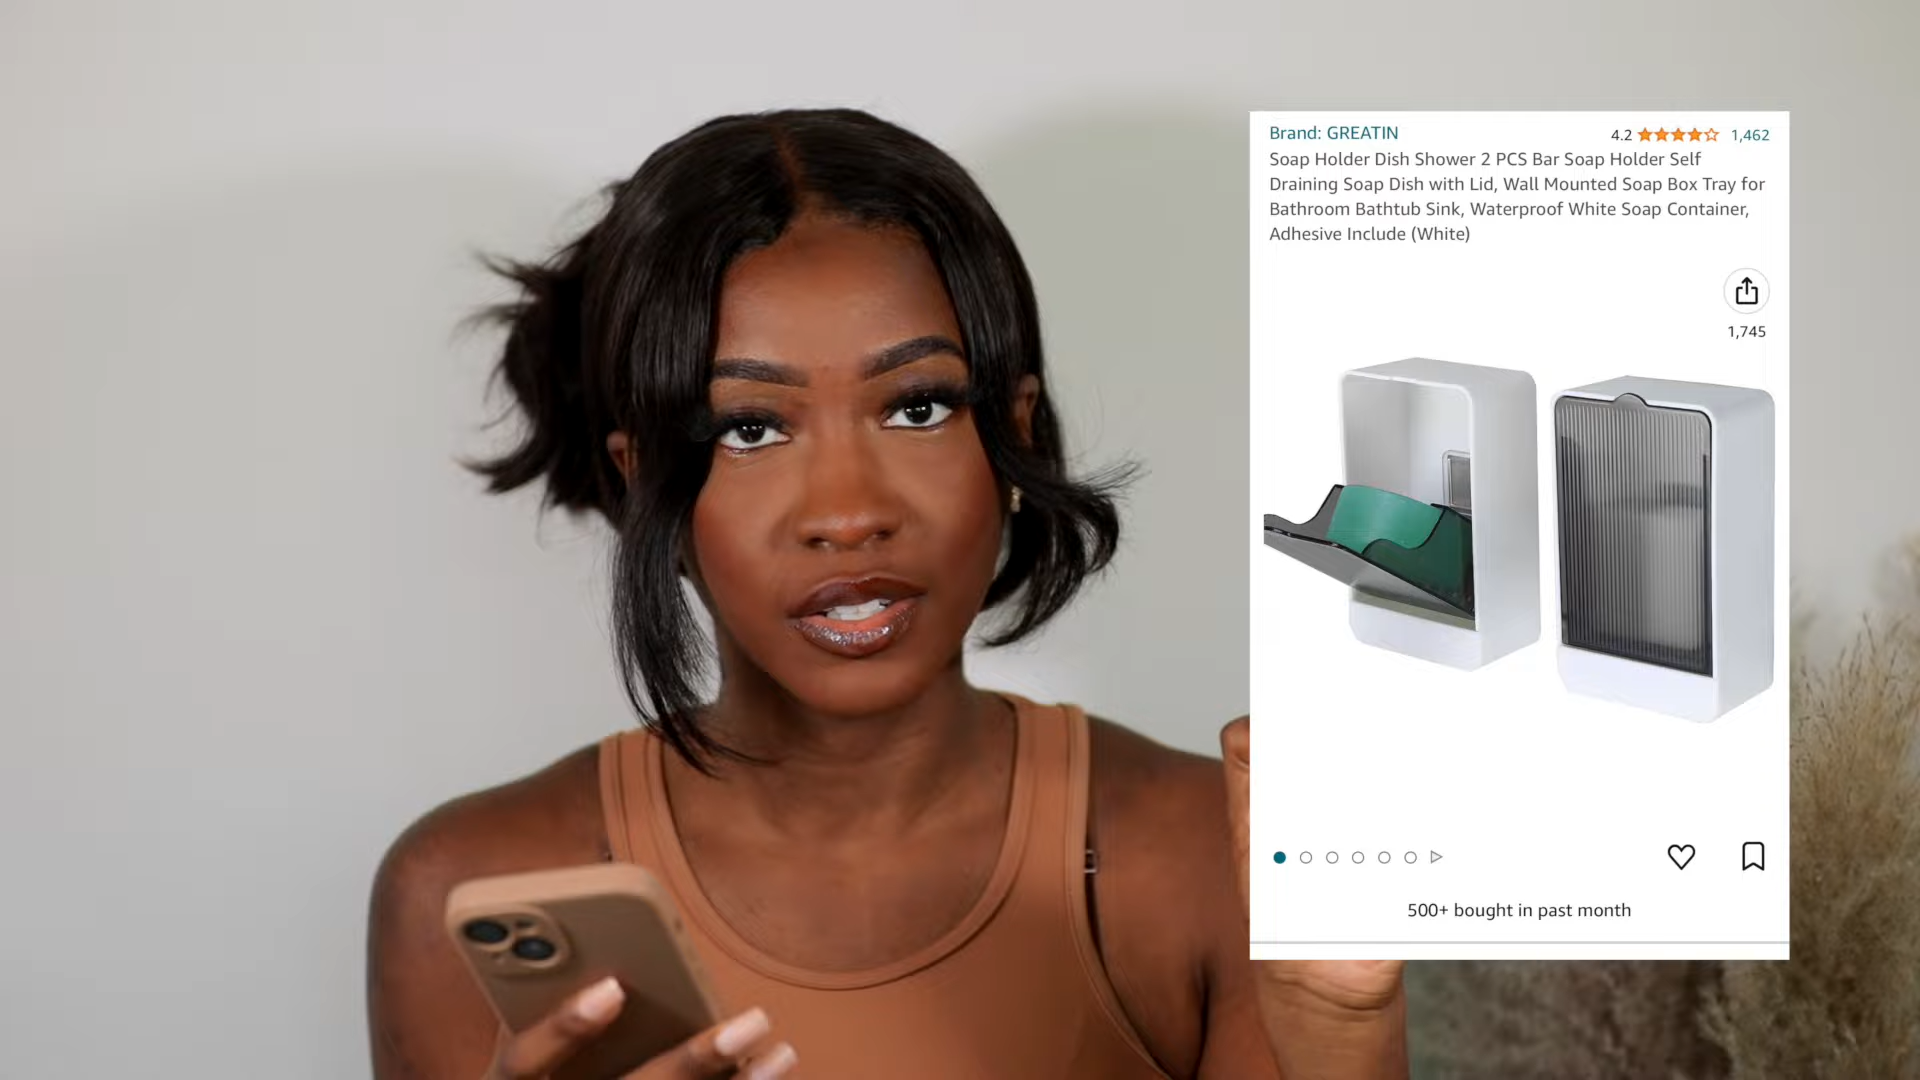 Brand: GREATIN
4.2 1,462
Soap Holder Dish Shower 2 PCS Bar Soap Holder Self
Draining Soap Dish with Lid, Wall Mounted Soap Box Tray for
Bathroom Bathtub Sink, Waterproof White Soap Container,
Adhesive Include (White)
1,745
500+ bought in past month